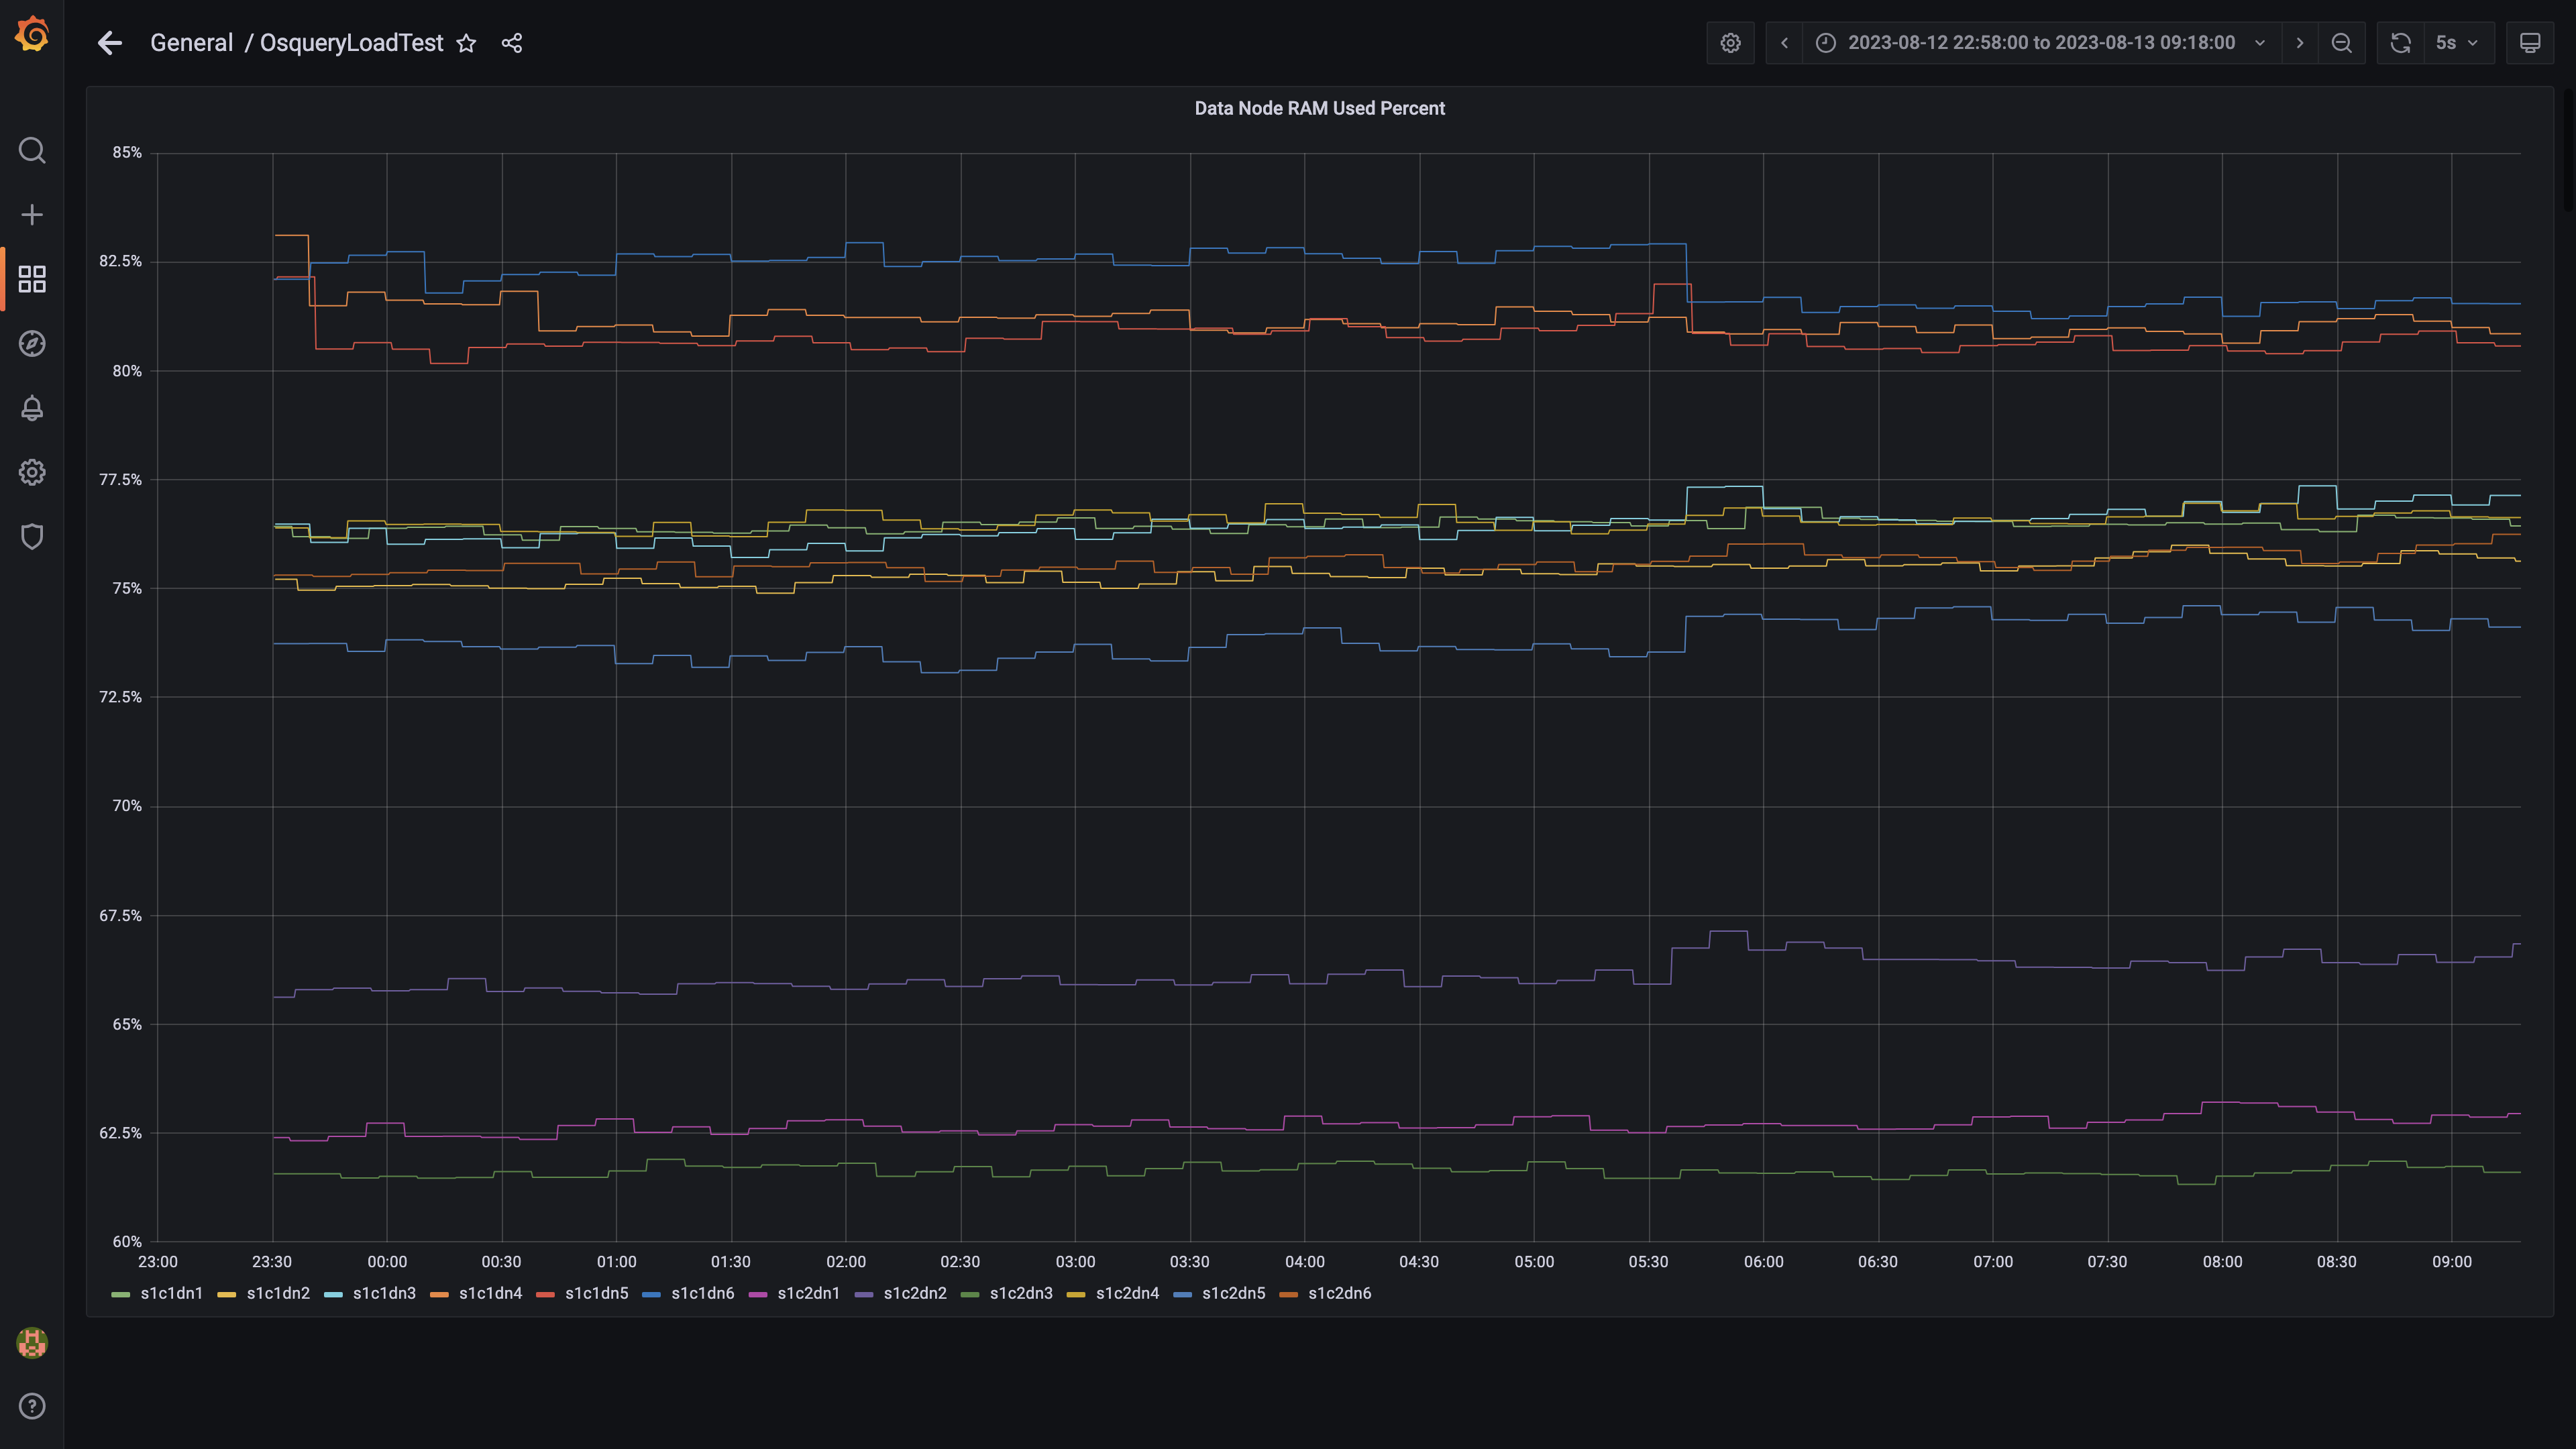 General / OsqueryLoadTest
2023-08-12 22:58:00 to 2023-08-13 09:18:00
5s
Data Node RAM Used Percent
85%
82.5%
80%
77.5%
75%
72.5%
70%
67.5%
65%
62.5%
60%
23:00 23:30 00:00 00:30 01:00 01:30 02:00 02:30 03:00 03:30 04:00 04:30 05:00 05:30 06:00 06:30 07:00 07:30 08:00 08:30 09:00
s1c1dn1 s1c1dn2 s1c1dn3 s1c1dn4 s1c1dn5 s1c1dn6 s1c2dn1 s1c2dn2 s1c2dn3 s1c2dn4 s1c2dn5 s1c2dn6